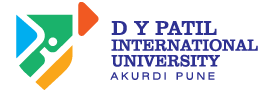 D Y PATIL
INTERNATIONAL
UNIVERSITY
AKURDI PUNE